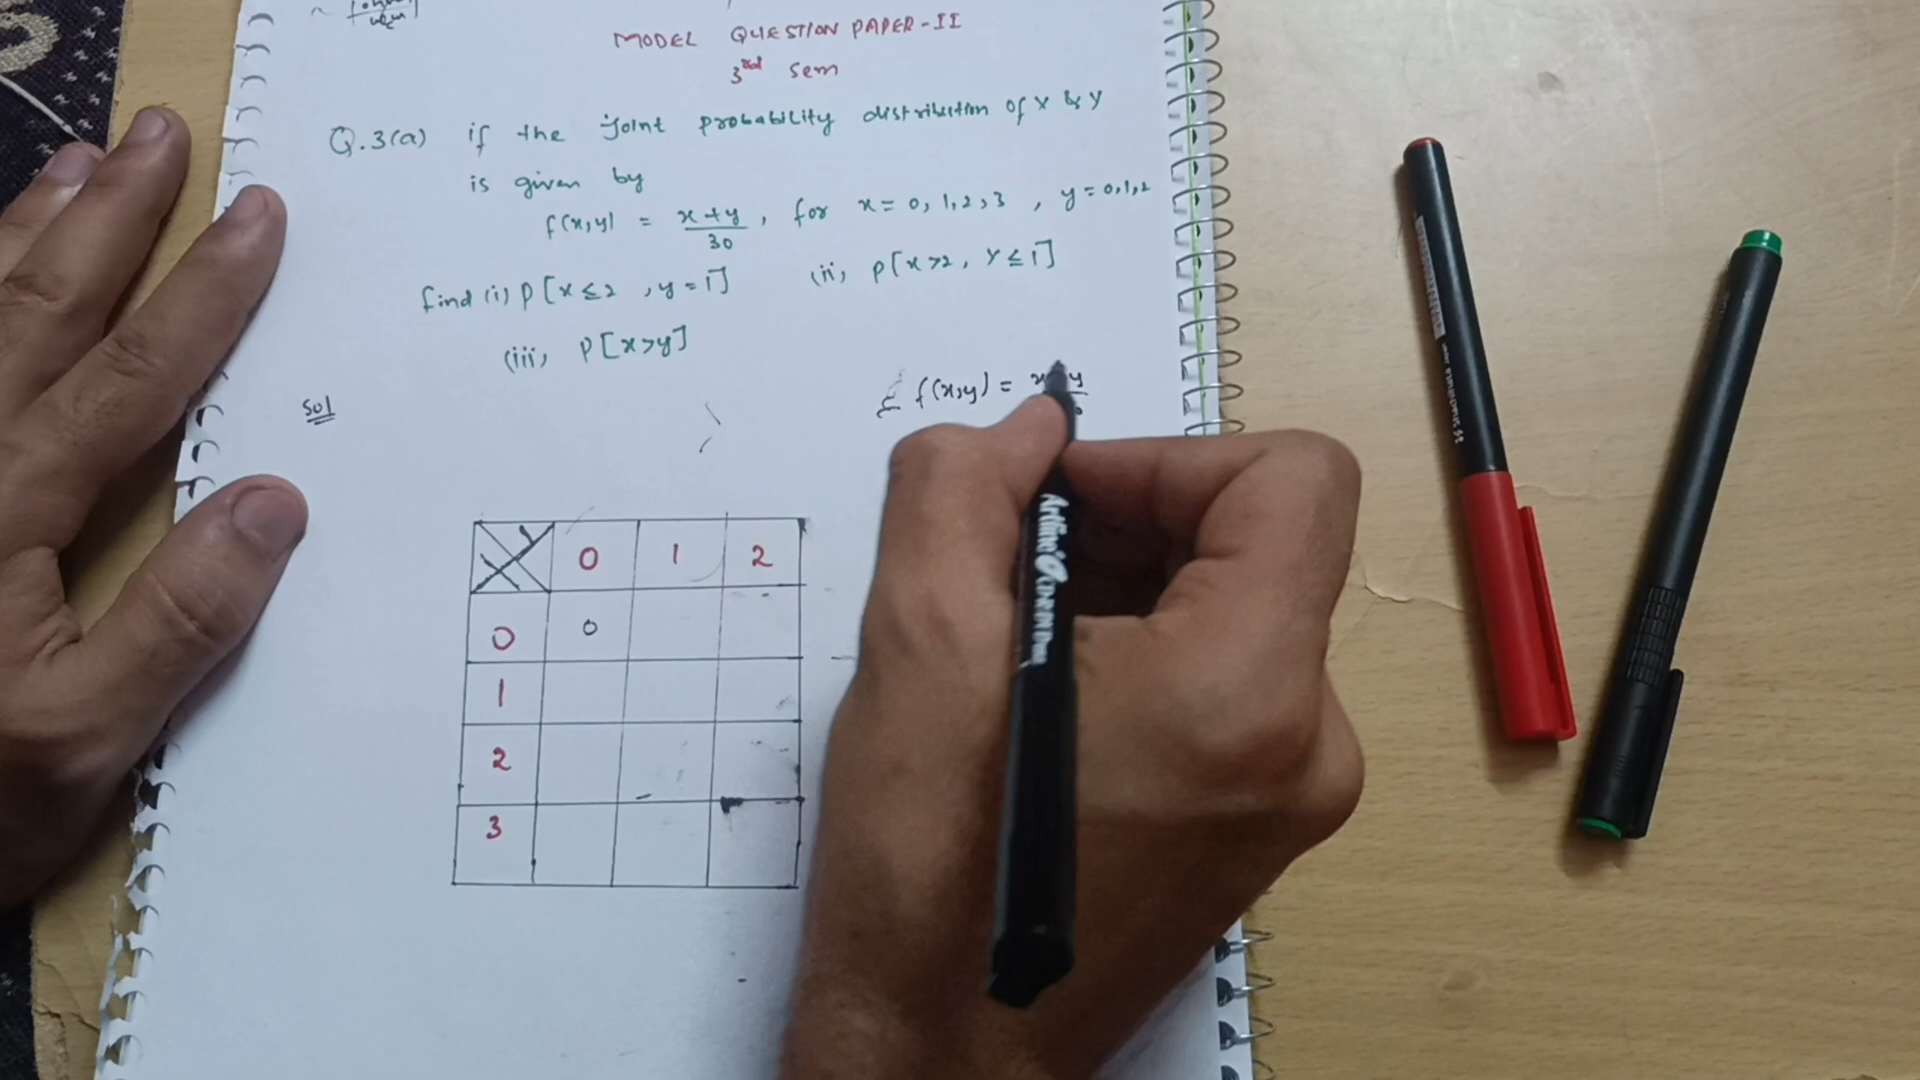 MODEL QUESTION PAPER-II
3rd sem
Q.3(a) if the joint probability distribution of x & y
is given by
f(x,y) = x+y/30, for x= 0,1,2,3, y=0,1,2
find (i) P[x≤2, y=1] (ii) P[x>2, Y≤1]
(iii) P[x>y]
Sol
f(x,y) =
X Y 0 1 2
0 0
1
2
3
Artline